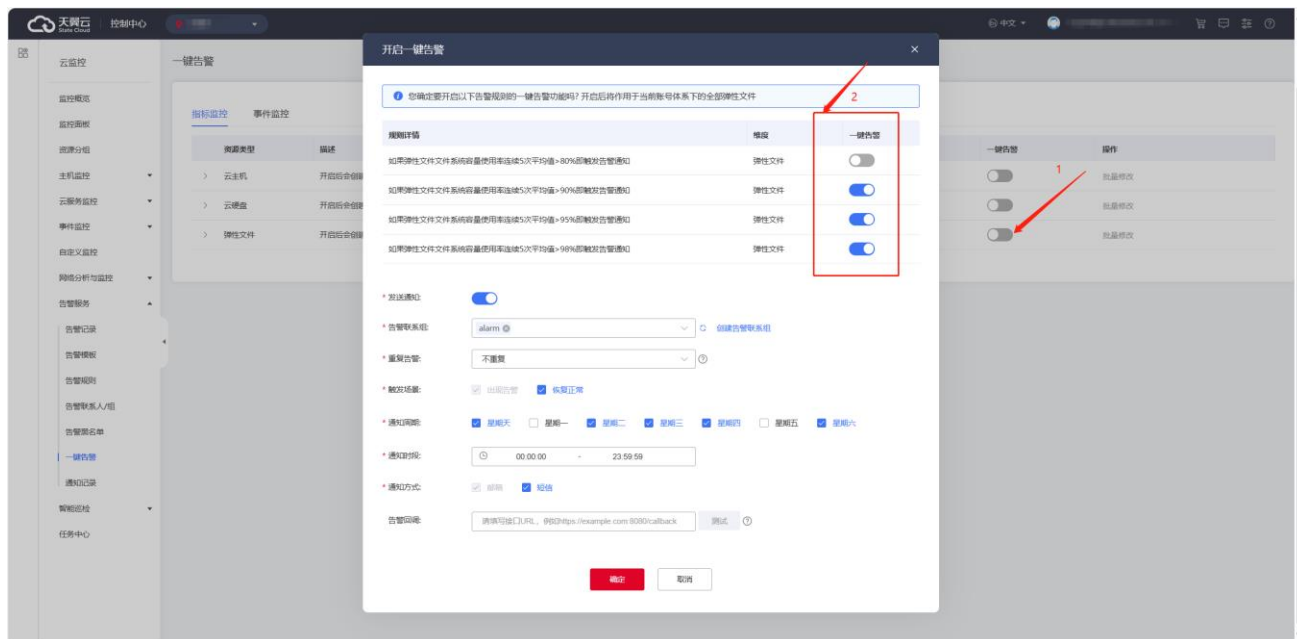 天翼云 控制中心 中文
State Cloud
云监控
监控概览
监控面板
资源分组
主机监控
云服务监控
事件监控
自定义监控
网络分析与监控
告警服务
告警记录
告警模板
告警规则
告警联系人/组
告警黑名单
一键告警
通知记录
智能巡检
任务中心
一键告警
指标监控 事件监控
资源类型 描述 一键告警 操作
云主机 开启后会创建 批量修改
云硬盘 开启后会创建 批量修改
弹性文件 开启后会创建 批量修改
1
开启一键告警
您确定要开启以下告警规则的一键告警功能吗? 开启后将作用于当前账号体系下的全部弹性文件
2
规则详情 维度 一键告警
如果弹性文件文件系统容量使用率连续5次平均值>80%即触发告警通知 弹性文件
如果弹性文件文件系统容量使用率连续5次平均值>90%即触发告警通知 弹性文件
如果弹性文件文件系统容量使用率连续5次平均值>95%即触发告警通知 弹性文件
如果弹性文件文件系统容量使用率连续5次平均值>98%即触发告警通知 弹性文件
* 发送通知:
* 告警联系组: alarm 创建告警联系组
* 重复告警: 不重复
* 触发场景: 出现告警 恢复正常
* 通知周期: 星期天 星期一 星期二 星期三 星期四 星期五 星期六
* 通知时段: 00:00:00 - 23:59:59
* 通知方式: 邮箱 短信
告警回调: 请填写接口URL，例如https://example.com:8080/callback 测试
确定 取消